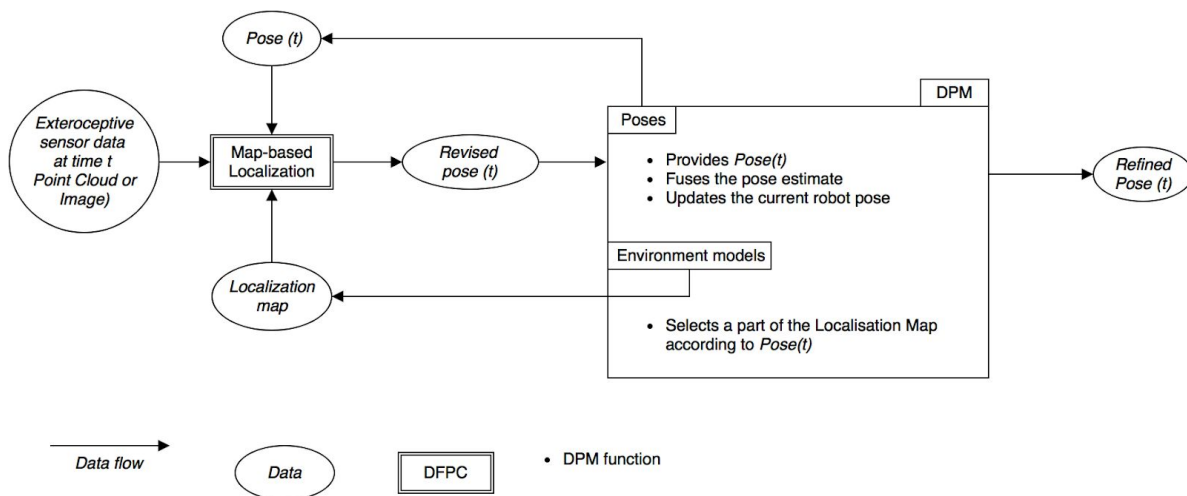 Pose (t)
DPM
Exteroceptive
sensor data
at time t
Point Cloud or
Image)
Map-based
Localization
Revised
pose (t)
Poses
• Provides Pose(t)
• Fuses the pose estimate
• Updates the current robot pose
Refined
Pose (t)
Environment models
Localization
map
• Selects a part of the Localisation Map
according to Pose(t)
Data flow
Data
DFPC
• DPM function